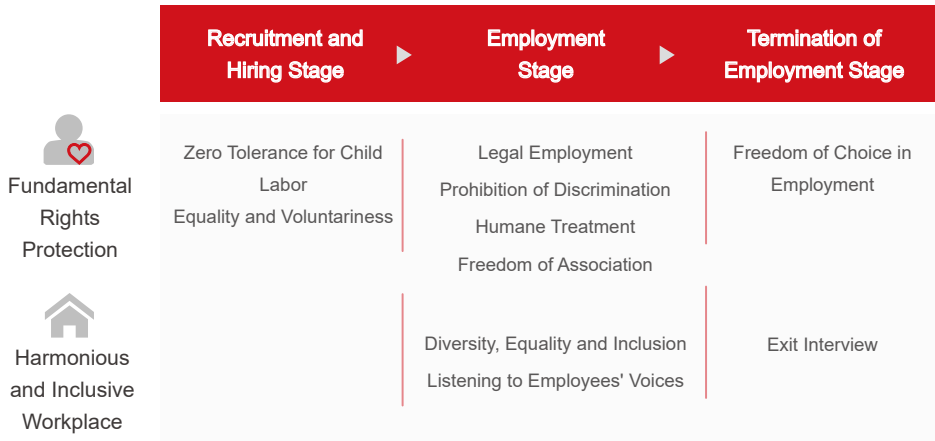 Recruitment and
Hiring Stage
Employment
Stage
Termination of
Employment Stage
Fundamental
Rights
Protection
Zero Tolerance for Child
Labor
Equality and Voluntariness
Legal Employment
Prohibition of Discrimination
Humane Treatment
Freedom of Association
Freedom of Choice in
Employment
Harmonious
and Inclusive
Workplace
Diversity, Equality and Inclusion
Listening to Employees' Voices
Exit Interview